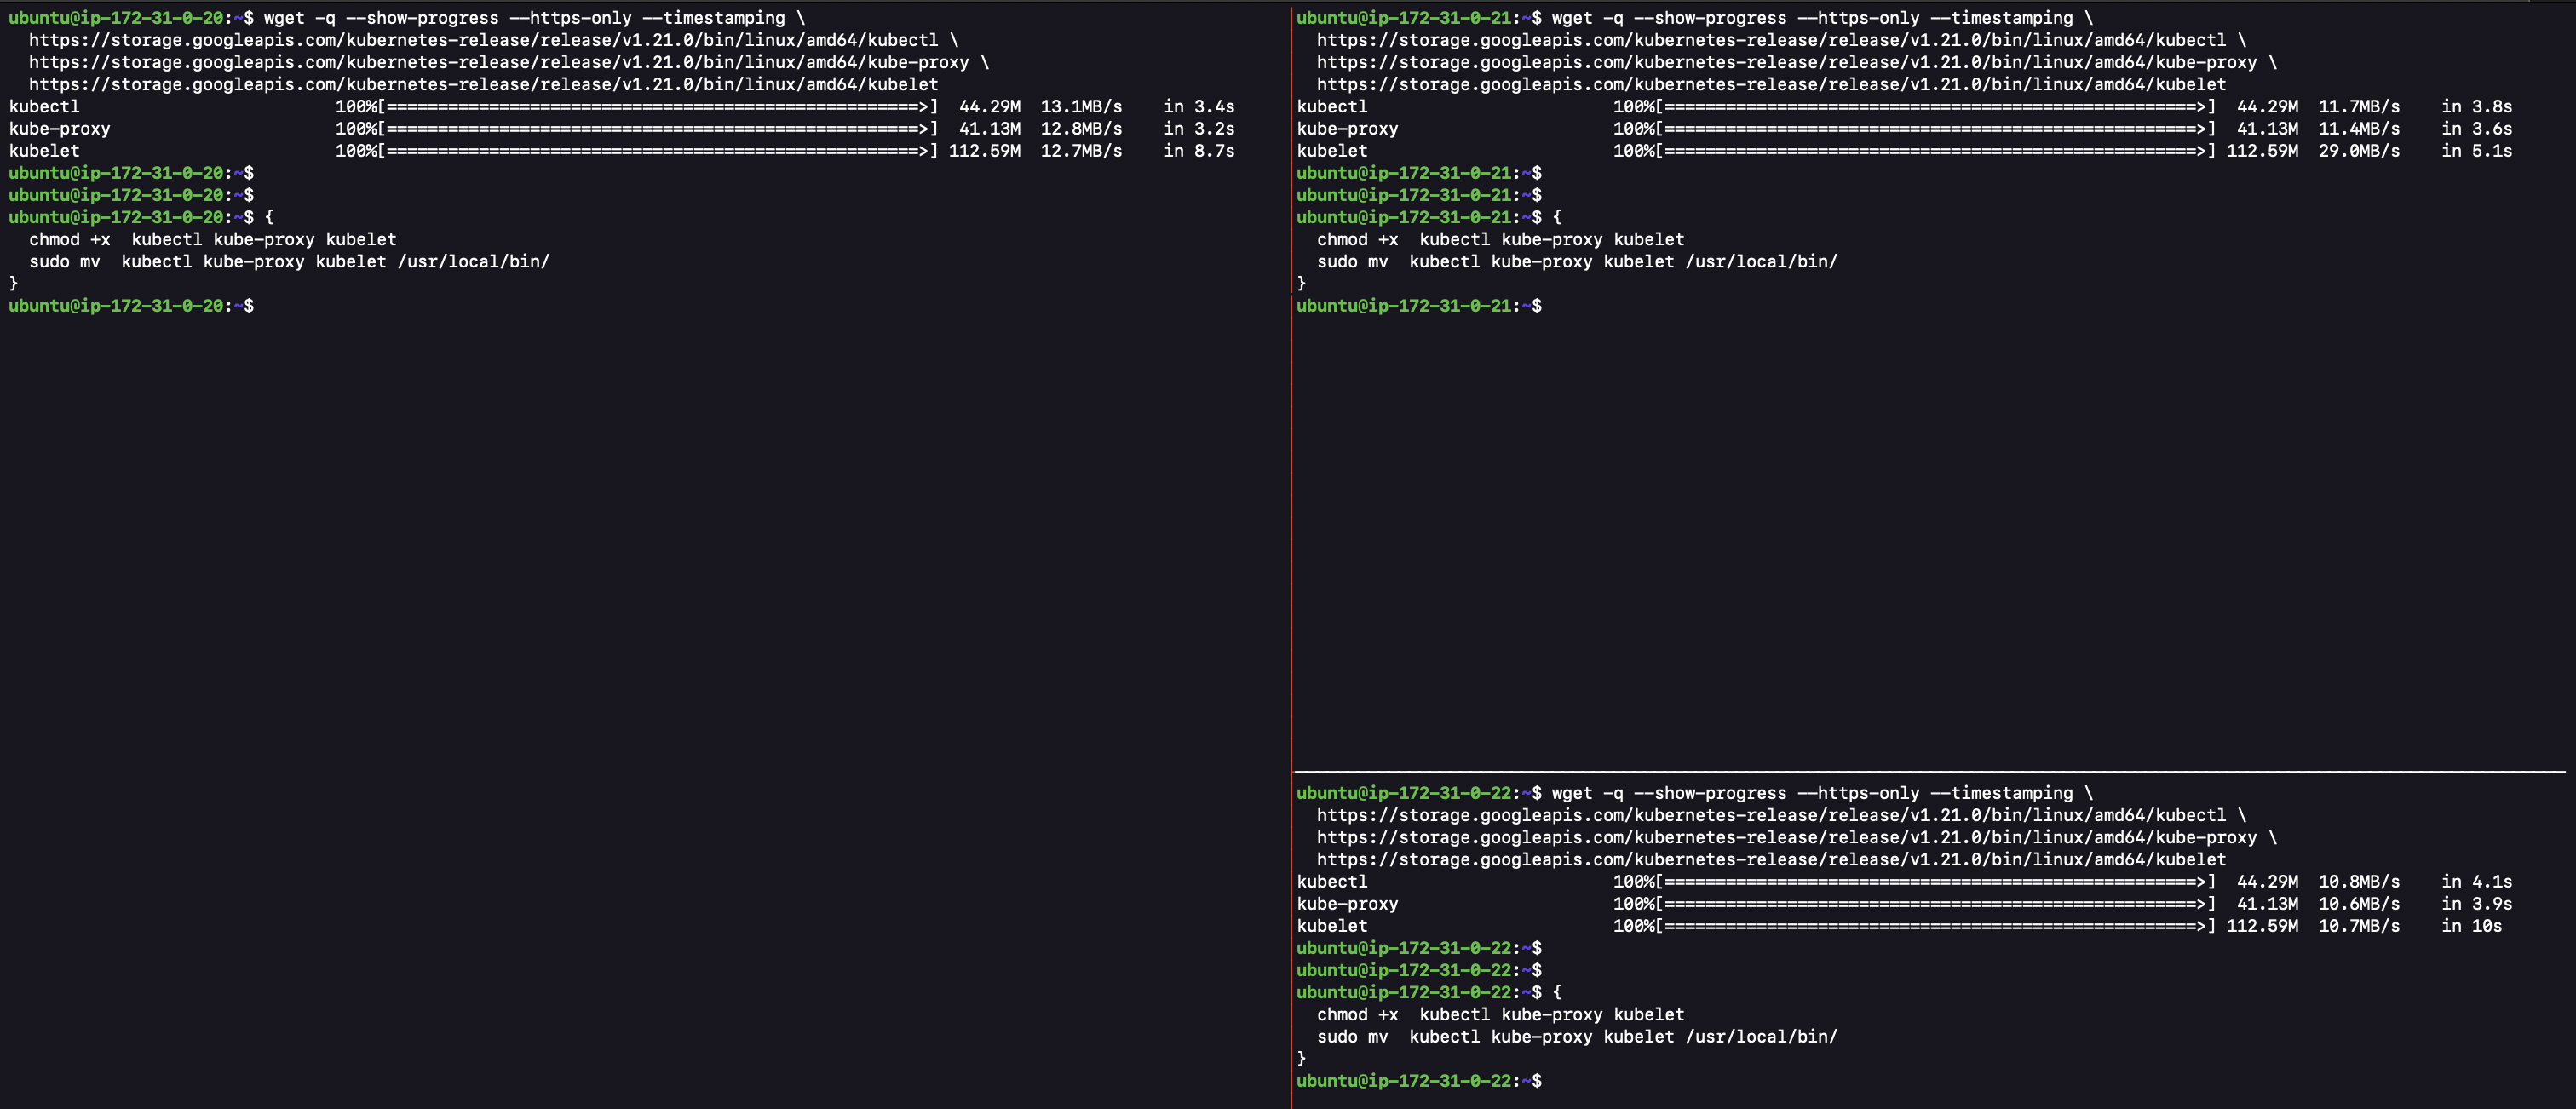 ubuntu@ip-172-31-0-20:~$ wget -q --show-progress --https-only --timestamping \
  https://storage.googleapis.com/kubernetes-release/release/v1.21.0/bin/linux/amd64/kubectl \
  https://storage.googleapis.com/kubernetes-release/release/v1.21.0/bin/linux/amd64/kube-proxy \
  https://storage.googleapis.com/kubernetes-release/release/v1.21.0/bin/linux/amd64/kubelet
kubectl                         100%[====================================================>]  44.29M  13.1MB/s    in 3.4s
kube-proxy                      100%[====================================================>]  41.13M  12.8MB/s    in 3.2s
kubelet                         100%[====================================================>] 112.59M  12.7MB/s    in 8.7s
ubuntu@ip-172-31-0-20:~$
ubuntu@ip-172-31-0-20:~$
ubuntu@ip-172-31-0-20:~$ {
  chmod +x  kubectl kube-proxy kubelet
  sudo mv  kubectl kube-proxy kubelet /usr/local/bin/
}
ubuntu@ip-172-31-0-20:~$
ubuntu@ip-172-31-0-21:~$ wget -q --show-progress --https-only --timestamping \
  https://storage.googleapis.com/kubernetes-release/release/v1.21.0/bin/linux/amd64/kubectl \
  https://storage.googleapis.com/kubernetes-release/release/v1.21.0/bin/linux/amd64/kube-proxy \
  https://storage.googleapis.com/kubernetes-release/release/v1.21.0/bin/linux/amd64/kubelet
kubectl                        100%[====================================================>]  44.29M  11.7MB/s    in 3.8s
kube-proxy                     100%[====================================================>]  41.13M  11.4MB/s    in 3.6s
kubelet                        100%[====================================================>] 112.59M  29.0MB/s    in 5.1s
ubuntu@ip-172-31-0-21:~$
ubuntu@ip-172-31-0-21:~$
ubuntu@ip-172-31-0-21:~$ {
  chmod +x  kubectl kube-proxy kubelet
  sudo mv  kubectl kube-proxy kubelet /usr/local/bin/
}
ubuntu@ip-172-31-0-21:~$
ubuntu@ip-172-31-0-22:~$ wget -q --show-progress --https-only --timestamping \
  https://storage.googleapis.com/kubernetes-release/release/v1.21.0/bin/linux/amd64/kubectl \
  https://storage.googleapis.com/kubernetes-release/release/v1.21.0/bin/linux/amd64/kube-proxy \
  https://storage.googleapis.com/kubernetes-release/release/v1.21.0/bin/linux/amd64/kubelet
kubectl                        100%[====================================================>]  44.29M  10.8MB/s    in 4.1s
kube-proxy                     100%[====================================================>]  41.13M  10.6MB/s    in 3.9s
kubelet                        100%[====================================================>] 112.59M  10.7MB/s    in 10s
ubuntu@ip-172-31-0-22:~$
ubuntu@ip-172-31-0-22:~$
ubuntu@ip-172-31-0-22:~$ {
  chmod +x  kubectl kube-proxy kubelet
  sudo mv  kubectl kube-proxy kubelet /usr/local/bin/
}
ubuntu@ip-172-31-0-22:~$